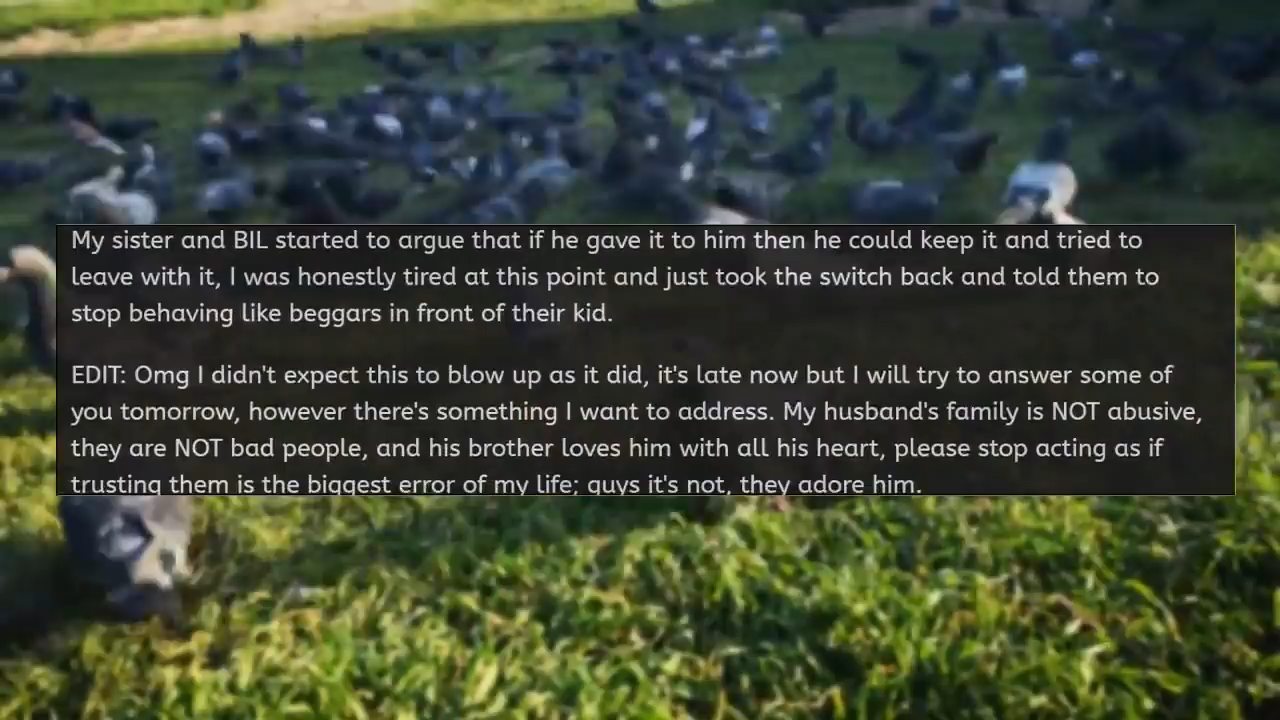 My sister and BIL started to argue that if he gave it to him then he could keep it and tried to
leave with it, I was honestly tired at this point and just took the switch back and told them to
stop behaving like beggars in front of their kid.
EDIT: Omg I didn't expect this to blow up as it did, it's late now but I will try to answer some of
you tomorrow, however there's something I want to address. My husband's family is NOT abusive,
they are NOT bad people, and his brother loves him with all his heart, please stop acting as if
trusting them is the biggest error of my life; guys it's not, they adore him.